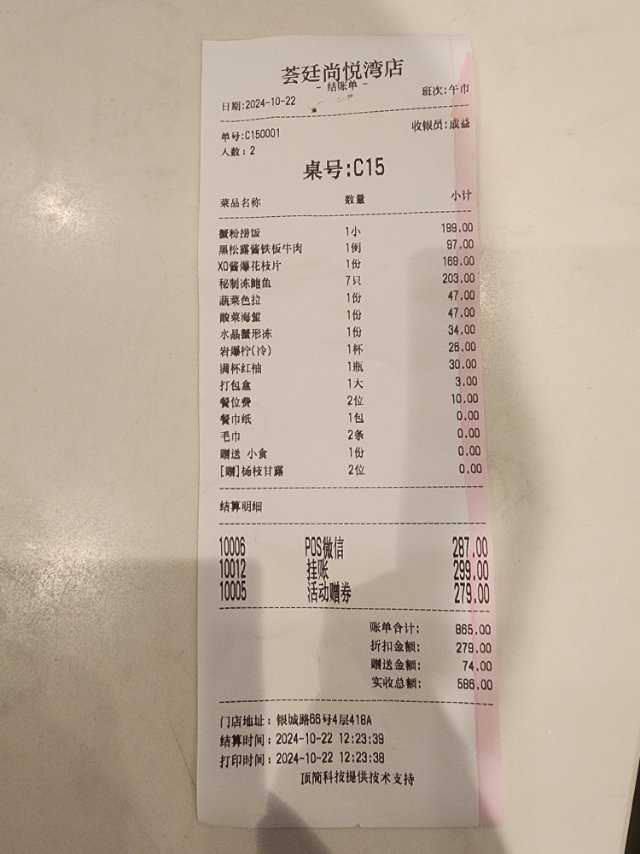 荟廷尚悦湾店
- 结账单 -
日期:2024-10-22 班次:午市
单号:C150001 收银员:成益
人数:2
桌号:C15
菜品名称 数量 小计
蟹粉捞饭 1小 199.00
黑松露酱铁板牛肉 1例 97.00
XO酱爆花枝片 1份 169.00
秘制冻鲍鱼 7只 203.00
蔬菜色拉 1份 47.00
酸菜海蜇 1份 47.00
水晶蟹形冻 1份 34.00
岩爆柠(冷) 1杯 26.00
满杯红柚 1瓶 30.00
打包盒 1大 3.00
餐位费 2位 10.00
餐巾纸 1包 0.00
毛巾 2条 0.00
赠送 小食 1份 0.00
[赠]杨枝甘露 2位 0.00
结算明细
10006 POS微信 287.00
10012 挂账 299.00
10005 活动赠券 279.00
账单合计: 865.00
折扣金额: 279.00
赠送金额: 74.00
实收总额: 586.00
门店地址: 银城路66号4层418A
结算时间: 2024-10-22 12:23:39
打印时间: 2024-10-22 12:23:38
顶简科技提供技术支持